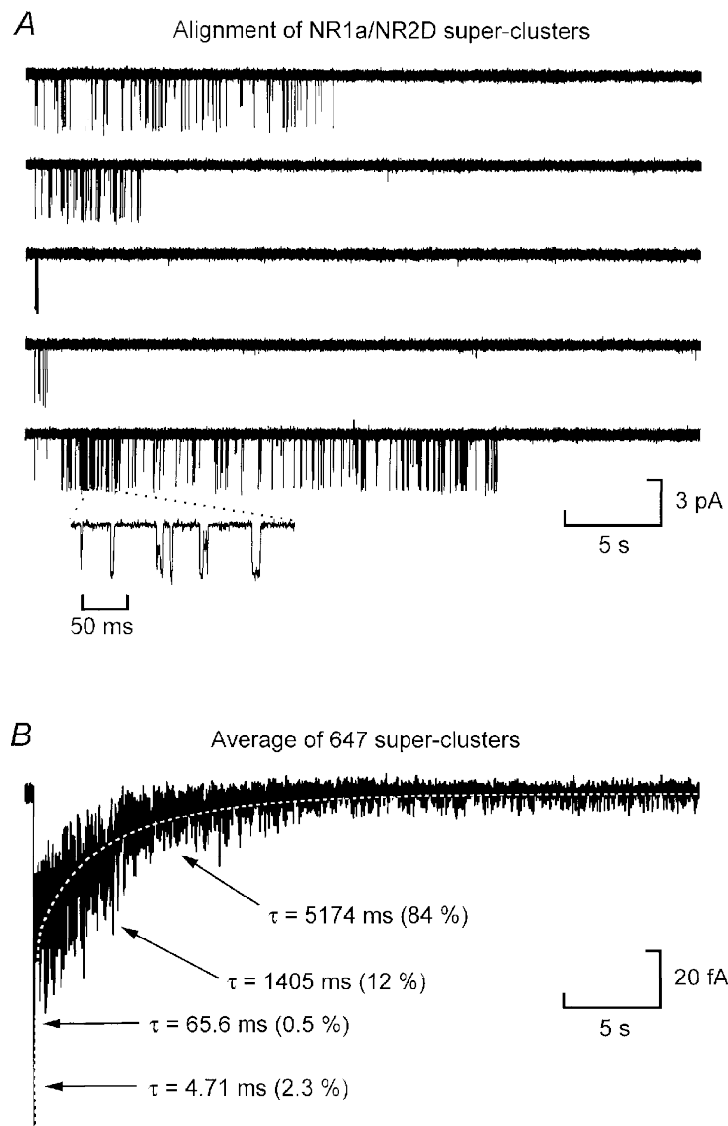 A
Alignment of NR1a/NR2D super-clusters
3 pA
5 s
50 ms
B
Average of 647 super-clusters
τ = 5174 ms (84 %)
τ = 1405 ms (12 %)
20 fA
5 s
τ = 65.6 ms (0.5 %)
τ = 4.71 ms (2.3 %)